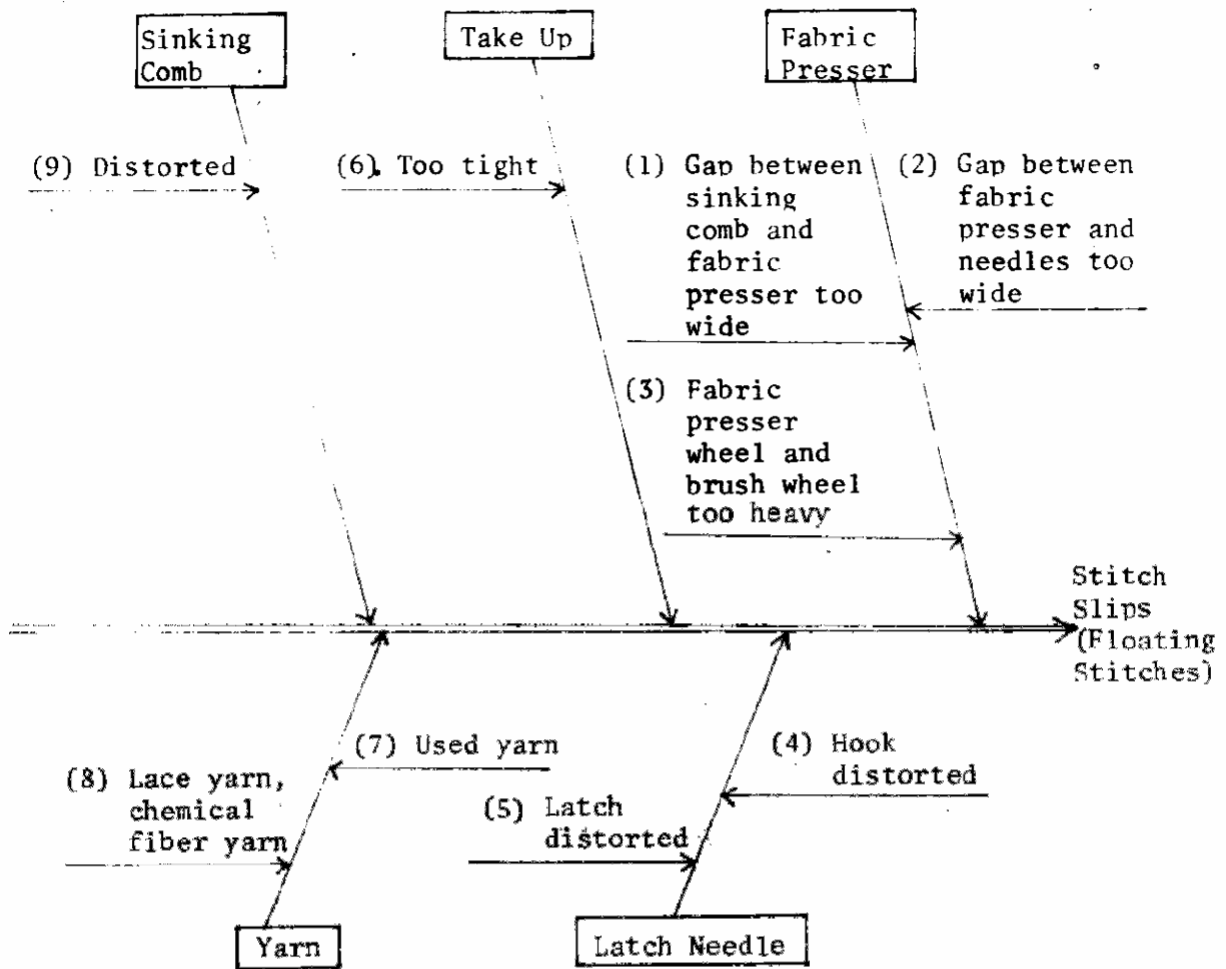 Sinking
Comb
Take Up
Fabric
Presser
(9) Distorted
(6). Too tight
(1) Gap between
sinking
comb and
fabric
presser too
wide
(2) Gap between
fabric
presser and
needles too
wide
(3) Fabric
presser
wheel and
brush wheel
too heavy
Stitch
Slips
(Floating
Stitches)
(7) Used yarn
(4) Hook
distorted
(8) Lace yarn,
chemical
fiber yarn
(5) Latch
distorted
Yarn
Latch Needle